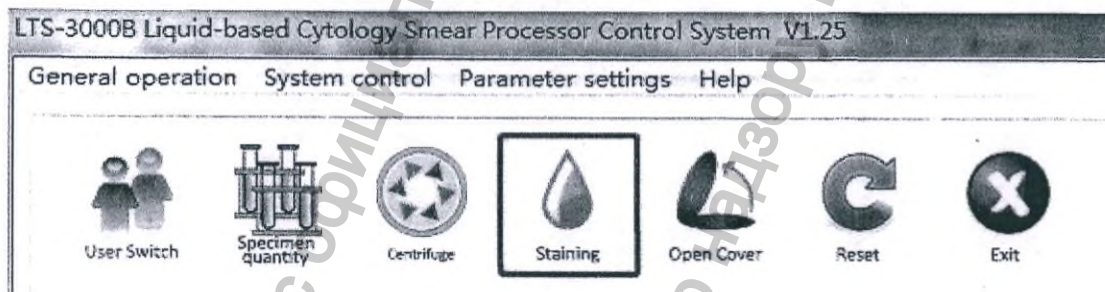 LTS-3000B Liquid-based Cytology Smear Processor Control System V1.25
General operation System control Parameter settings Help
User Switch
Specimen quantity
Centrifuge
Staining
Open Cover
Reset
Exit